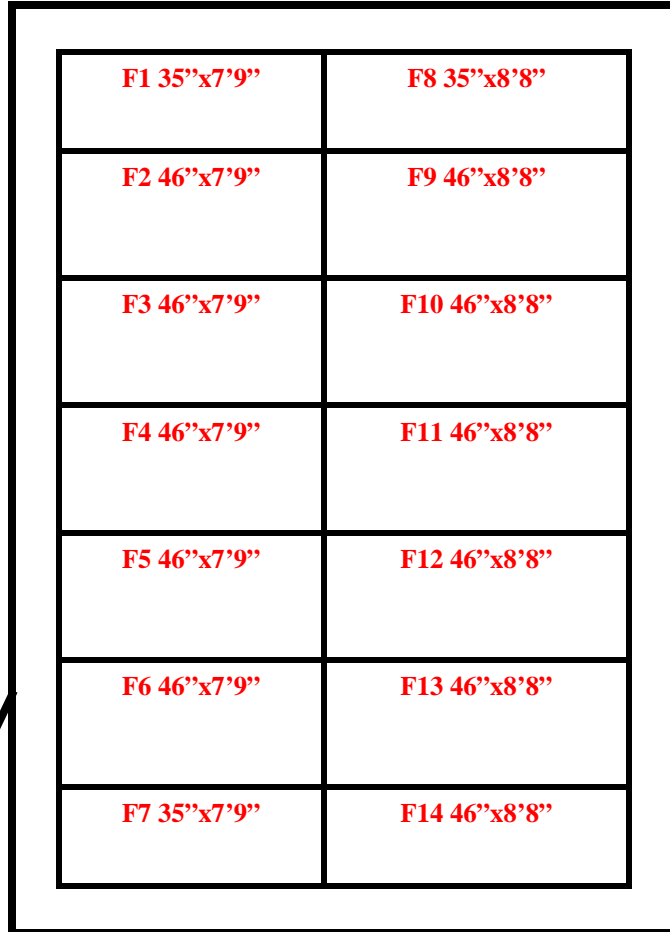 F1 35”x7’9”
F8 35”x8’8”
F2 46”x7’9”
F9 46”x8’8”
F3 46”x7’9”
F10 46”x8’8”
F4 46”x7’9”
F11 46”x8’8”
F5 46”x7’9”
F12 46”x8’8”
F6 46”x7’9”
F13 46”x8’8”
F7 35”x7’9”
F14 46”x8’8”